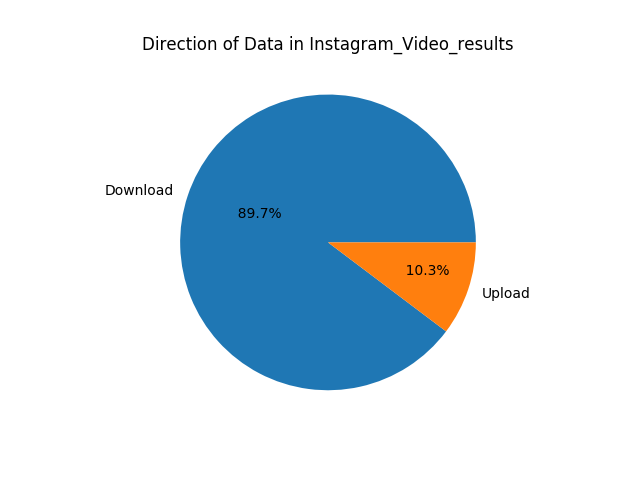 Direction of Data in Instagram_Video_results
Download
89.7%
10.3%
Upload